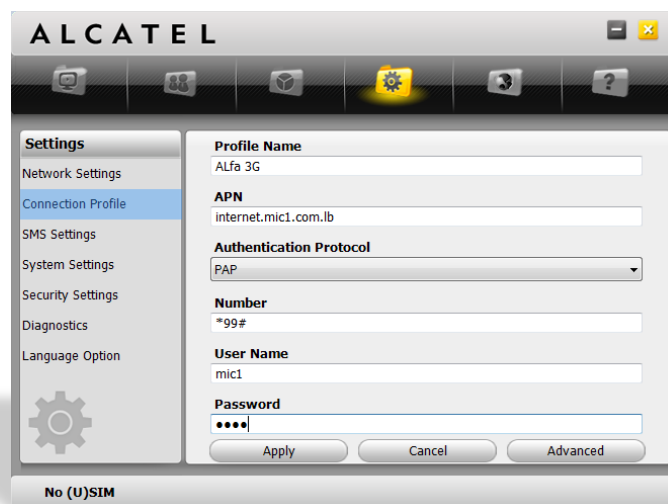 ALCATEL
Settings
Network Settings
Connection Profile
SMS Settings
System Settings
Security Settings
Diagnostics
Language Option
Profile Name
ALfa 3G
APN
internet.mic1.com.lb
Authentication Protocol
PAP
Number
*99#
User Name
mic1
Password
••••
Apply Cancel Advanced
No (U)SIM